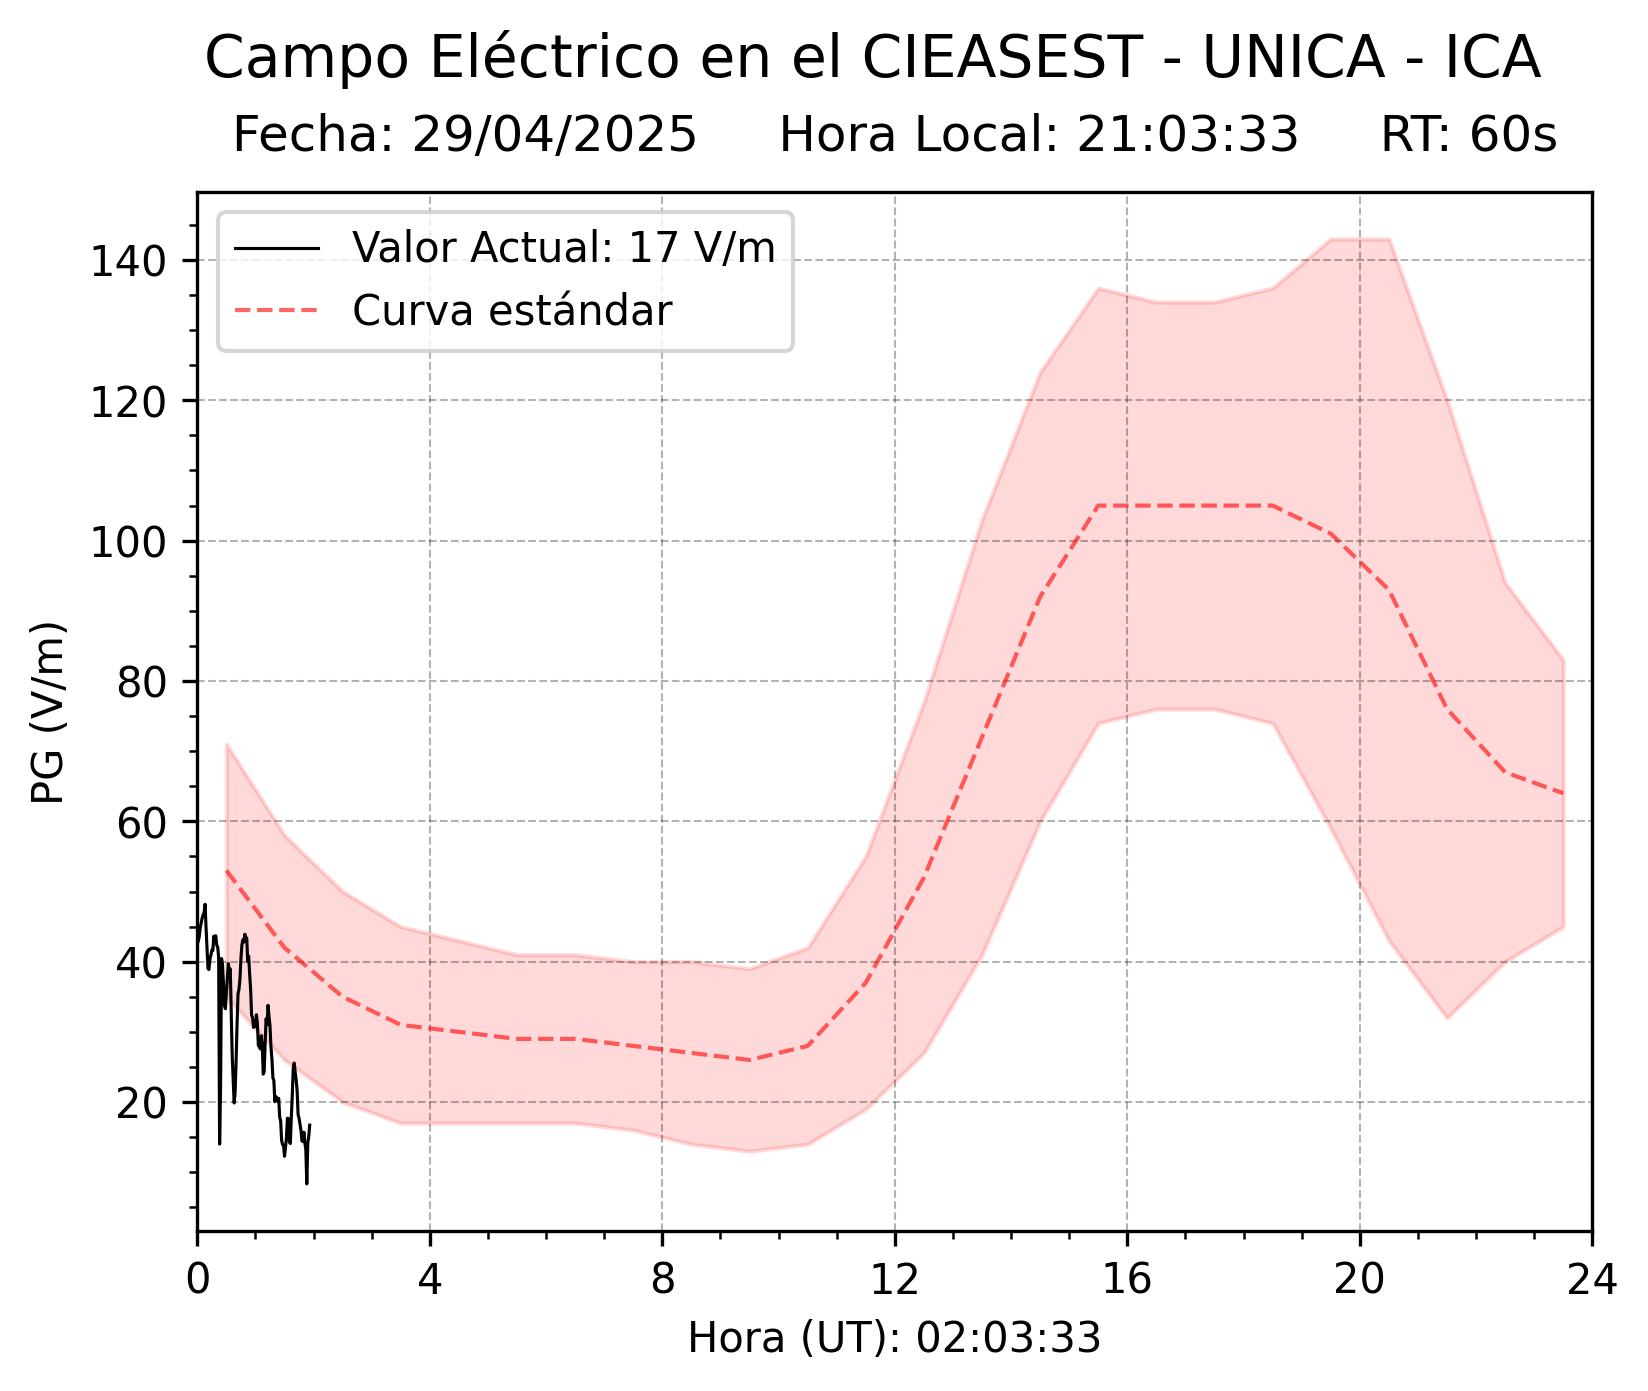 Campo Eléctrico en el CIEASEST - UNICA - ICA
Fecha: 29/04/2025 Hora Local: 21:03:33 RT: 60s
Valor Actual: 17 V/m
Curva estándar
140
120
100
80
60
40
20
PG (V/m)
0 4 8 12 16 20 24
Hora (UT): 02:03:33